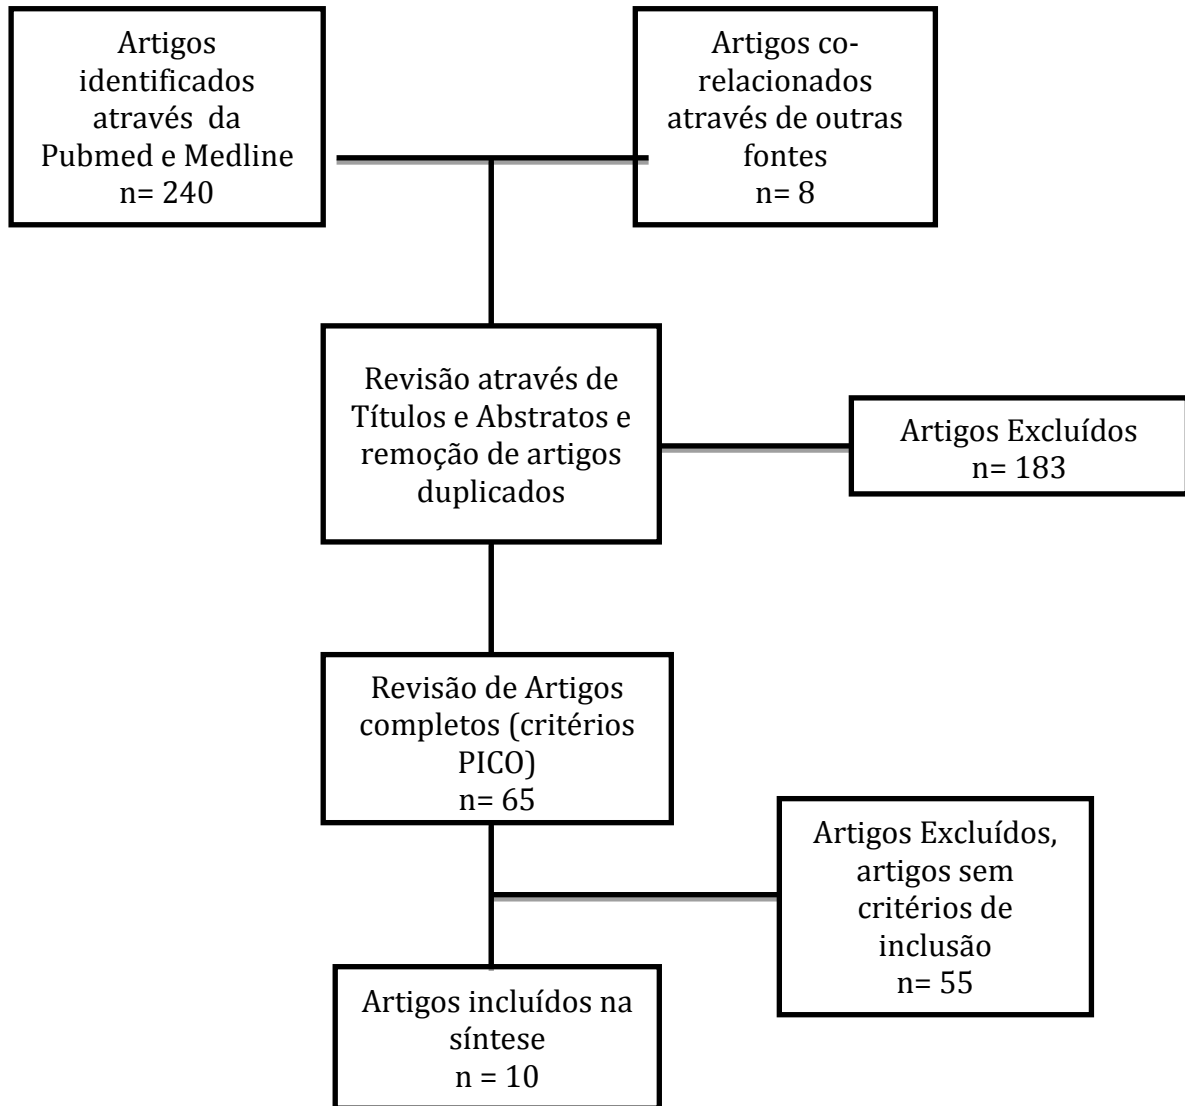 Artigos
identificados
através da
Pubmed e Medline
n= 240
Artigos co-
relacionados
através de outras
fontes
n= 8
Revisão através de
Títulos e Abstratos e
remoção de artigos
duplicados
Artigos Excluídos
n= 183
Revisão de Artigos
completos (critérios
PICO)
n= 65
Artigos Excluídos,
artigos sem
critérios de
inclusão
n= 55
Artigos incluídos na
síntese
n = 10